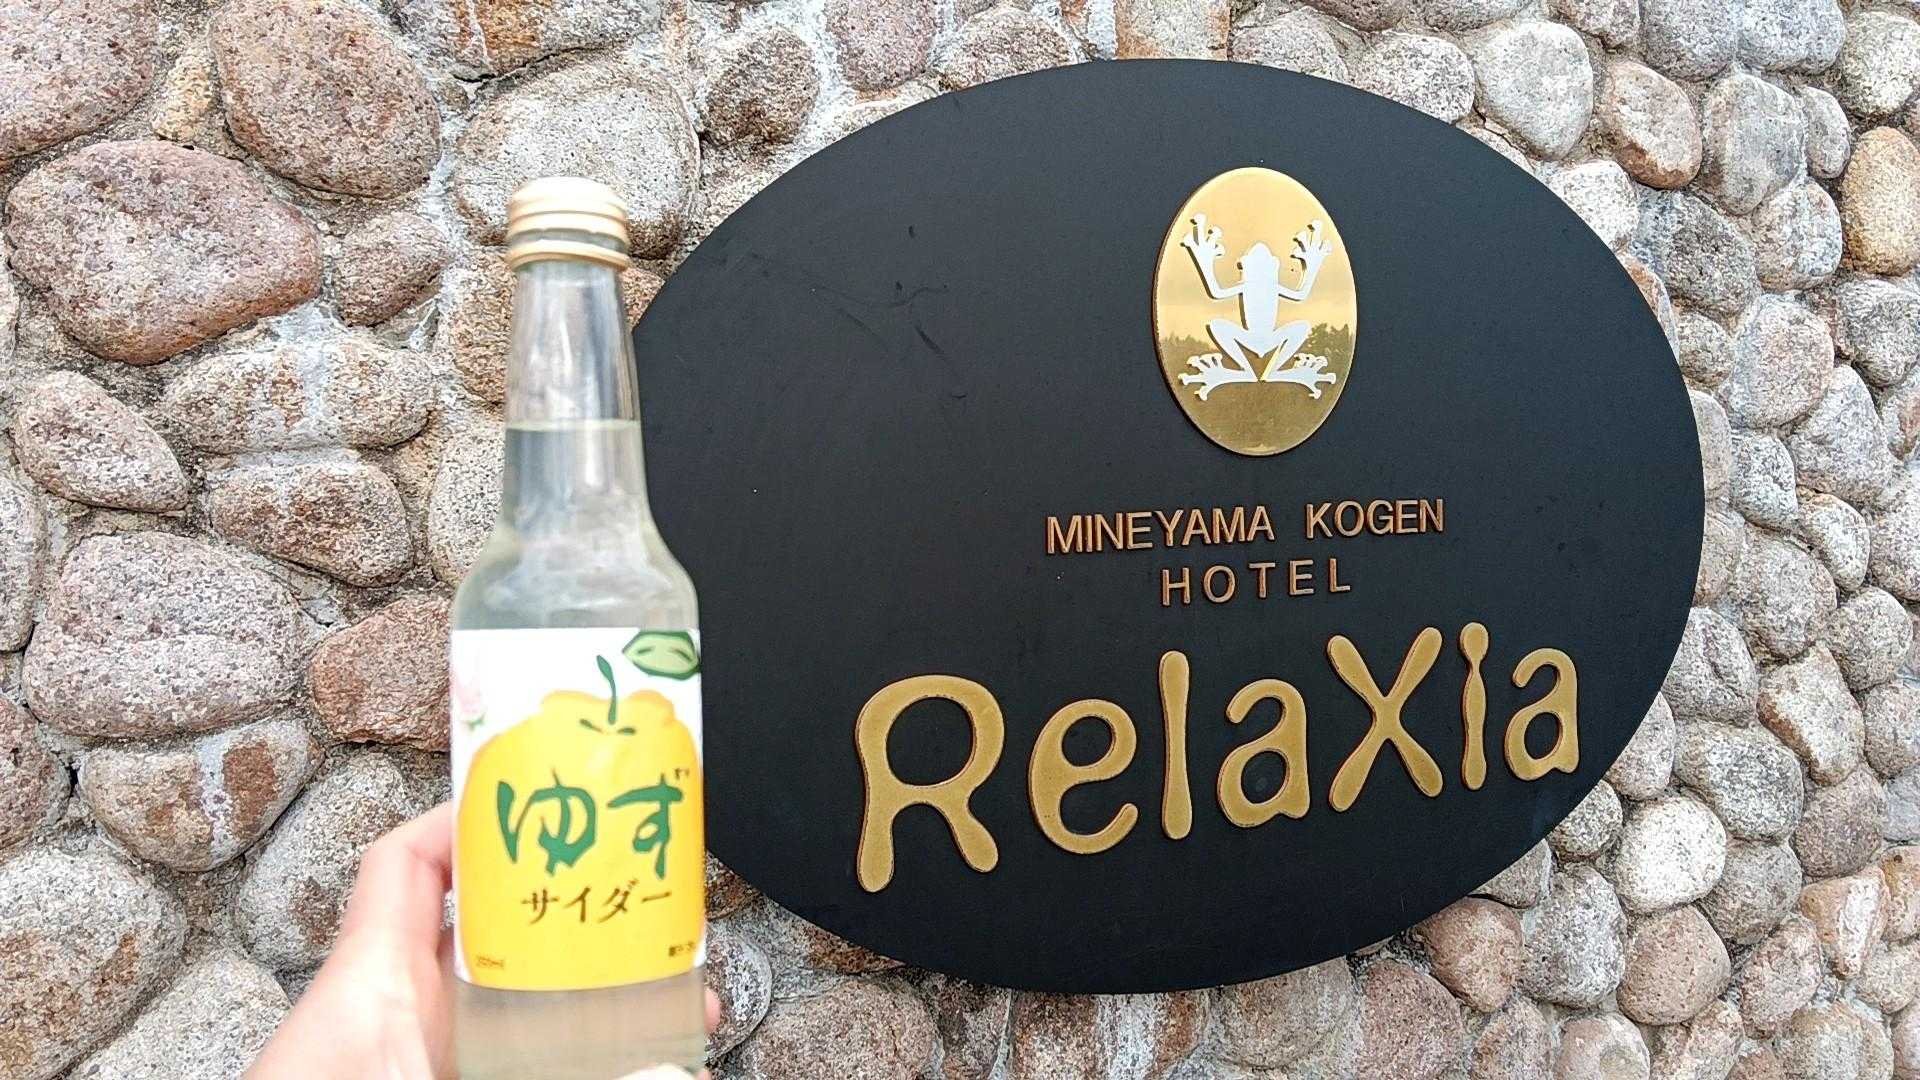 ゆず
サイダー
MINEYAMA KOGEN
HOTEL
RelaXia